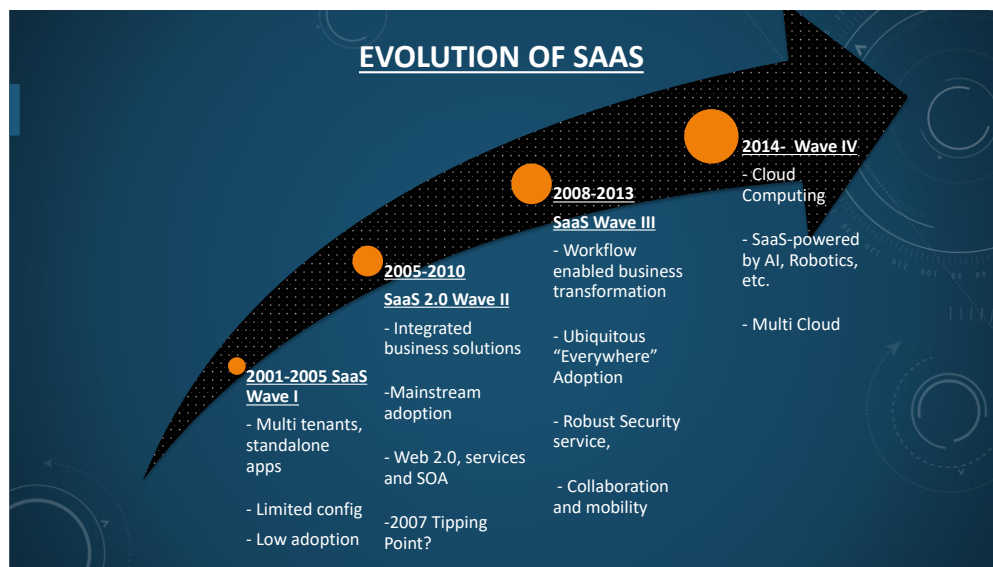 EVOLUTION OF SAAS
2001-2005 SaaS
Wave I
- Multi tenants,
standalone
apps
- Limited config
- Low adoption
2005-2010
SaaS 2.0 Wave II
- Integrated
business solutions
-Mainstream
adoption
- Web 2.0, services
and SOA
-2007 Tipping
Point?
2008-2013
SaaS Wave III
- Workflow
enabled business
transformation
- Ubiquitous
“Everywhere”
Adoption
- Robust Security
service,
- Collaboration
and mobility
2014-  Wave IV
- Cloud
Computing
- SaaS-powered
by AI, Robotics,
etc.
- Multi Cloud